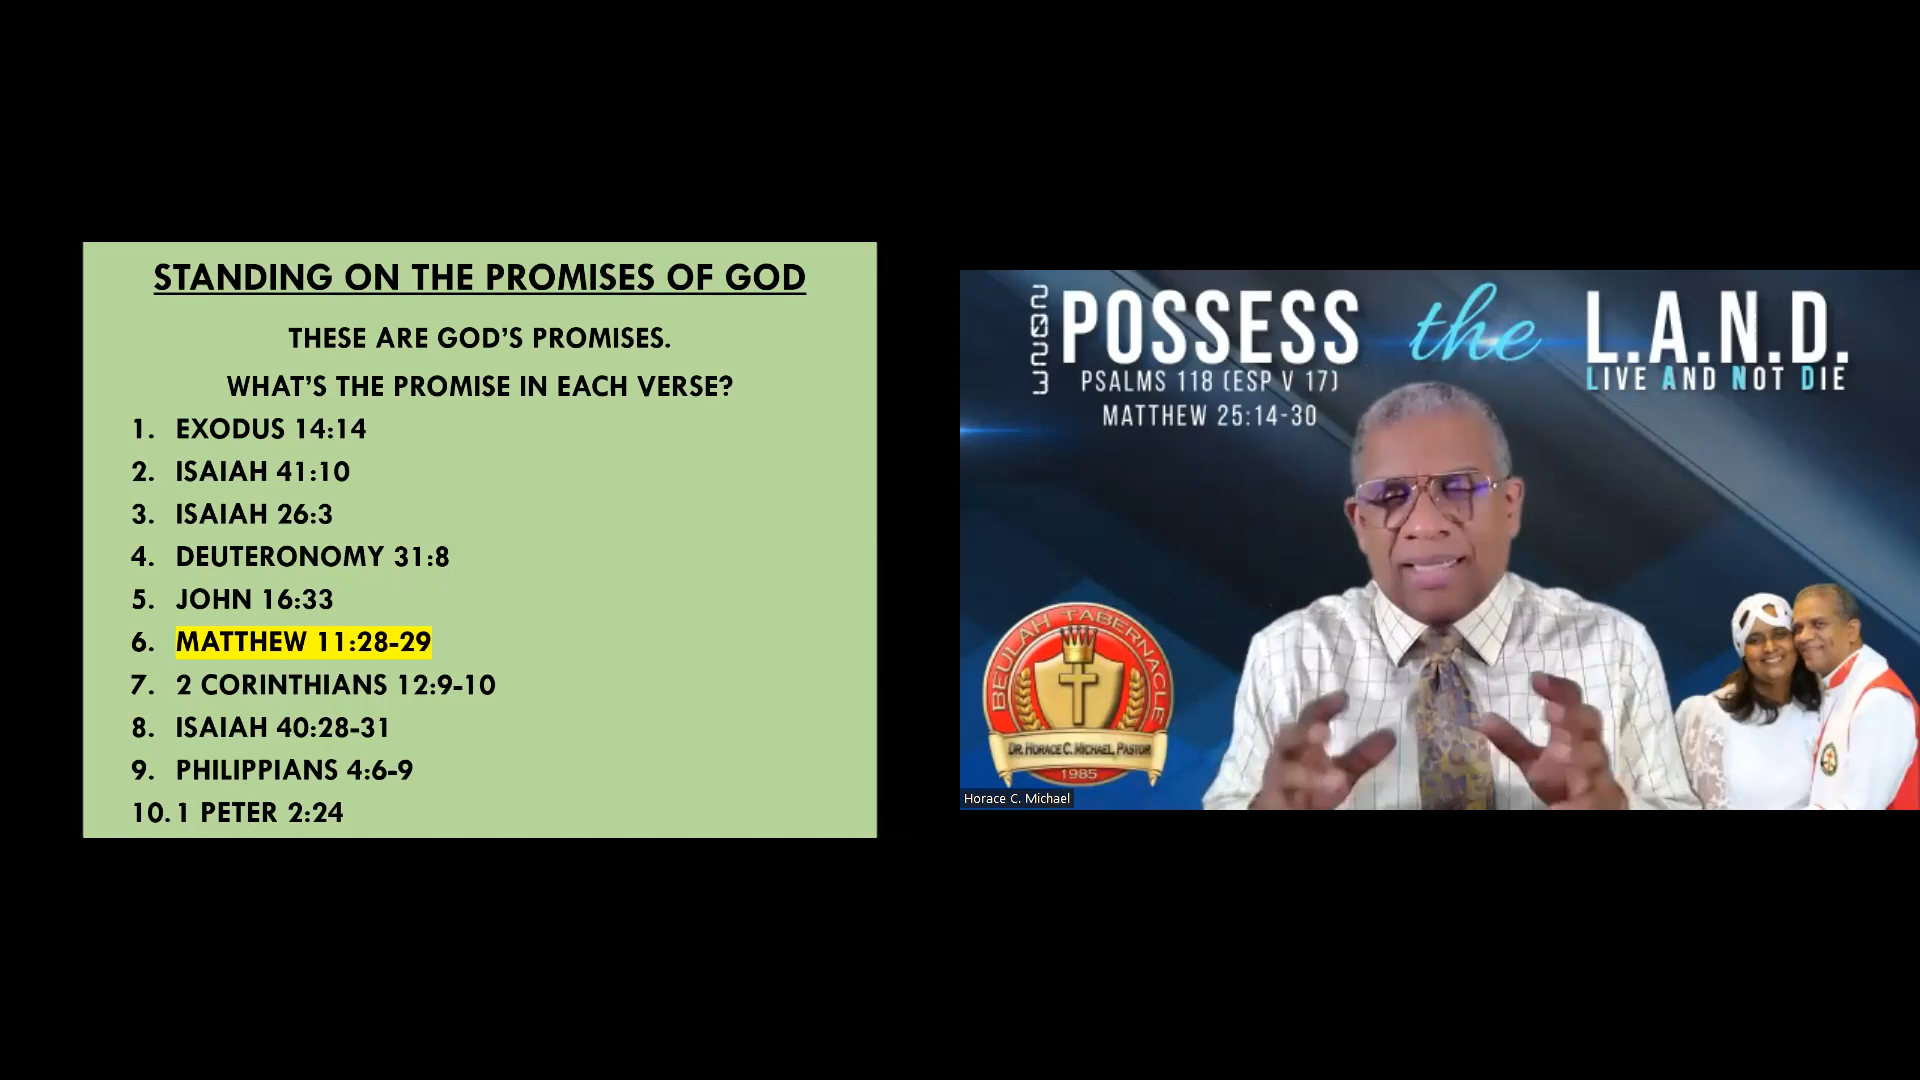 STANDING ON THE PROMISES OF GOD
THESE ARE GOD'S PROMISES.
WHAT'S THE PROMISE IN EACH VERSE?
1. EXODUS 14:14
2. ISAIAH 41:10
3. ISAIAH 26:3
4. DEUTERONOMY 31:8
5. JOHN 16:33
6. MATTHEW 11:28-29
7. 2 CORINTHIANS 12:9-10
8. ISAIAH 40:28-31
9. PHILIPPIANS 4:6-9
10. 1 PETER 2:24
2023
POSSESS the L.A.N.D.
LIVE AND NOT DIE
PSALMS 118 (ESP V 17)
MATTHEW 25:14-30
BEULAH TABERNACLE
DR. HORACE C. MICHAEL, PASTOR
1985
Horace C. Michael